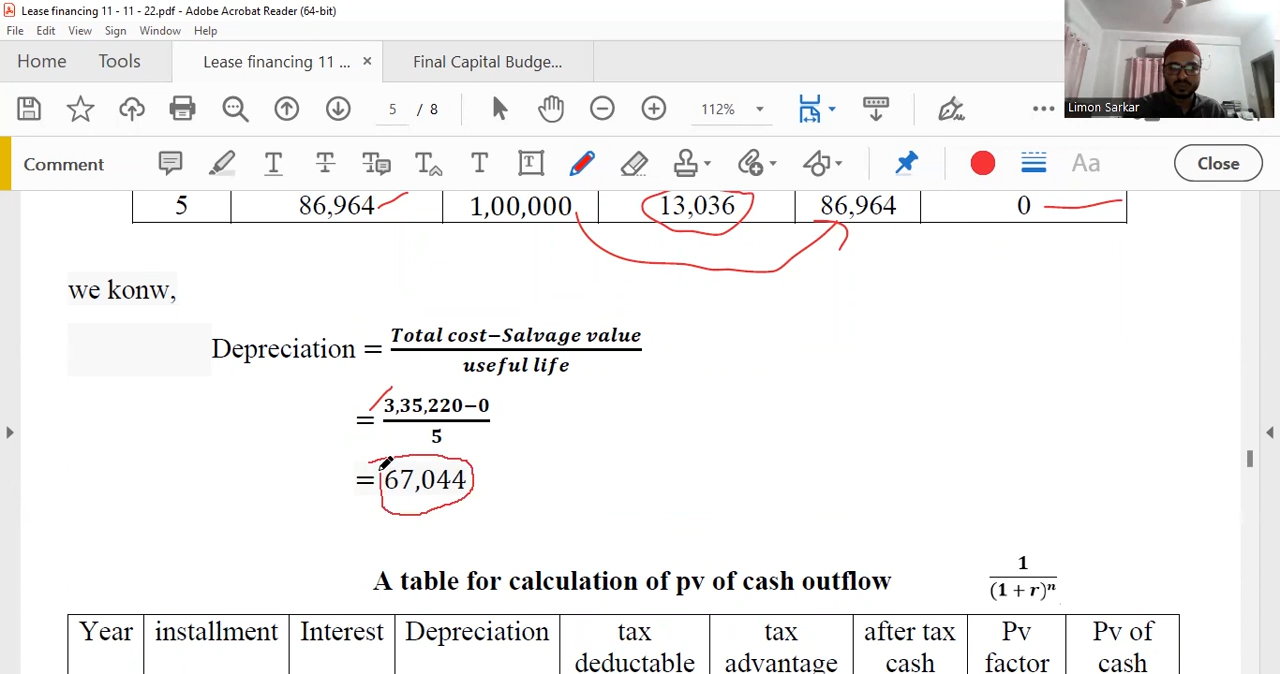 Lease financing 11 - 11 - 22.pdf - Adobe Acrobat Reader (64-bit)
File Edit View Sign Window Help
Home Tools Lease financing 11 ... × Final Capital Budge...
5 / 8 112%
Limon Sarkar
Comment T T T T T T Aa Close
5 86,964 1,00,000 13,036 86,964 0
we konw,
Depreciation = Total cost−Salvage value
useful life
= 3,35,220−0
5
= 67,044
A table for calculation of pv of cash outflow
1
(1 + r)ⁿ
Year installment Interest Depreciation tax tax after tax Pv Pv of
deductable advantage cash factor cash